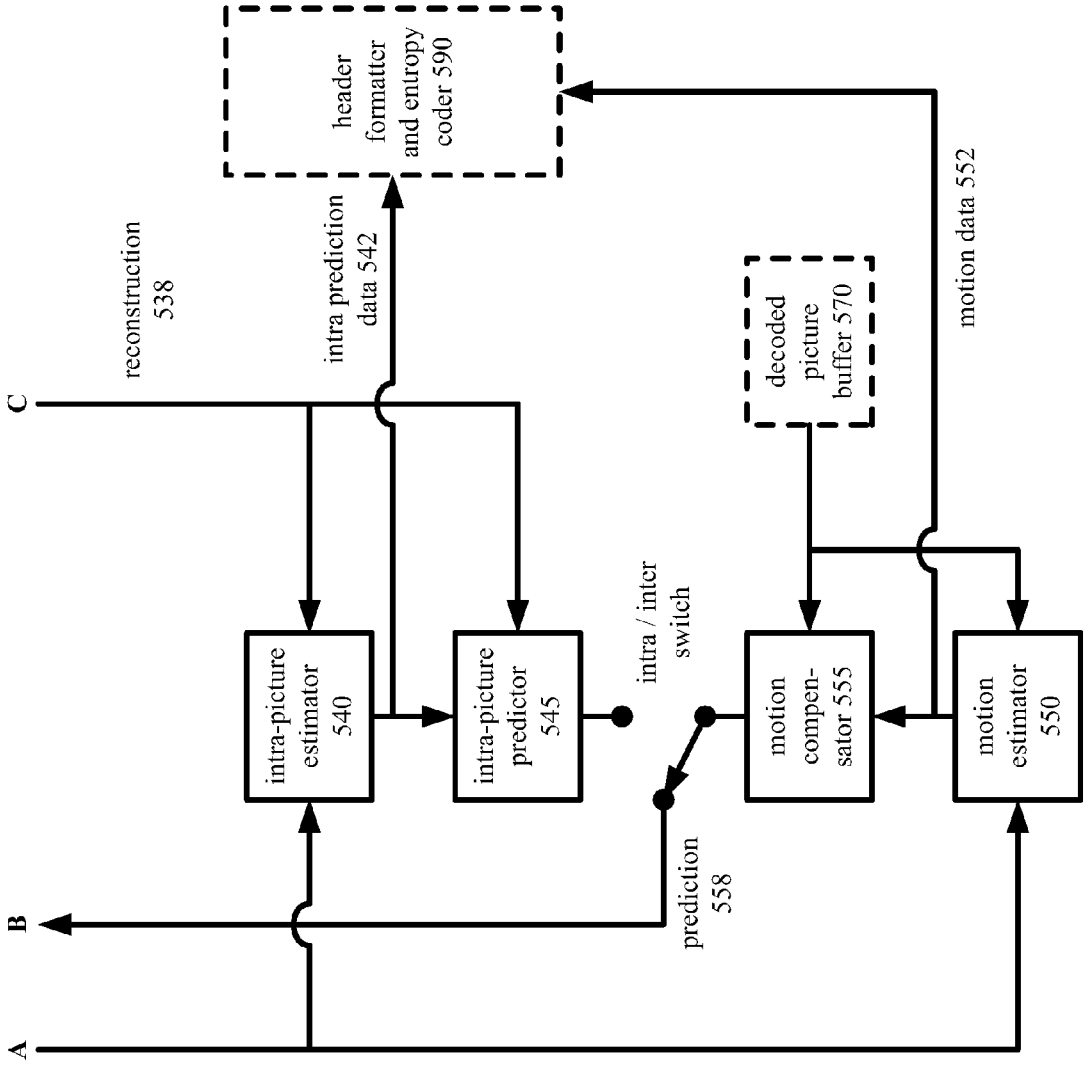 A
B
C
reconstruction
538
header
formatter
and entropy
coder 590
intra prediction
data 542
intra-picture
estimator
540
intra-picture
predictor
545
intra / inter
switch
prediction
558
decoded
picture
buffer 570
motion
compen-
sator 555
motion data 552
motion
estimator
550